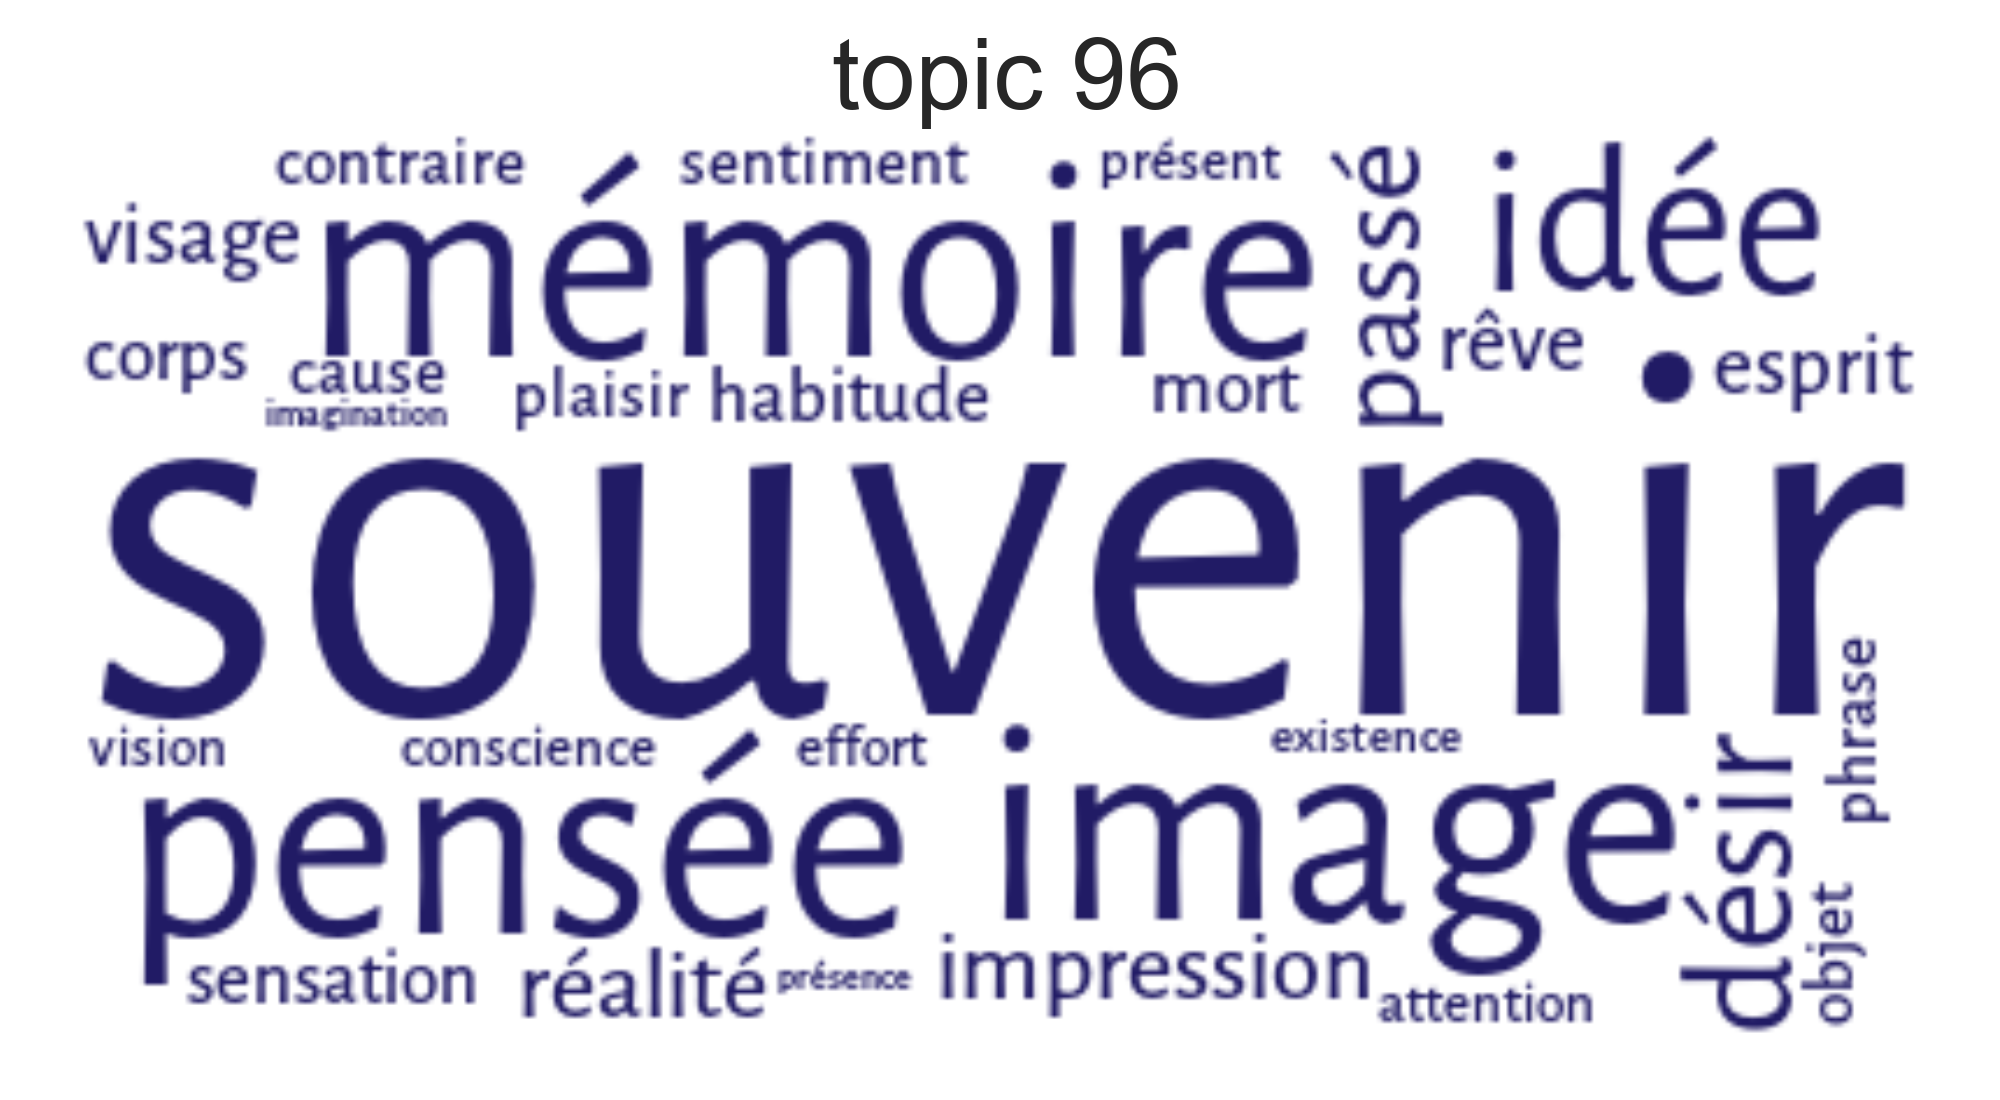 topic 96
contraire sentiment présent
visage mémoire passé idée
corps cause plaisir habitude mort rêve esprit
imagination
souvenir
vision conscience effort existence phrase
pensée image désir
sensation réalité présence impression attention objet